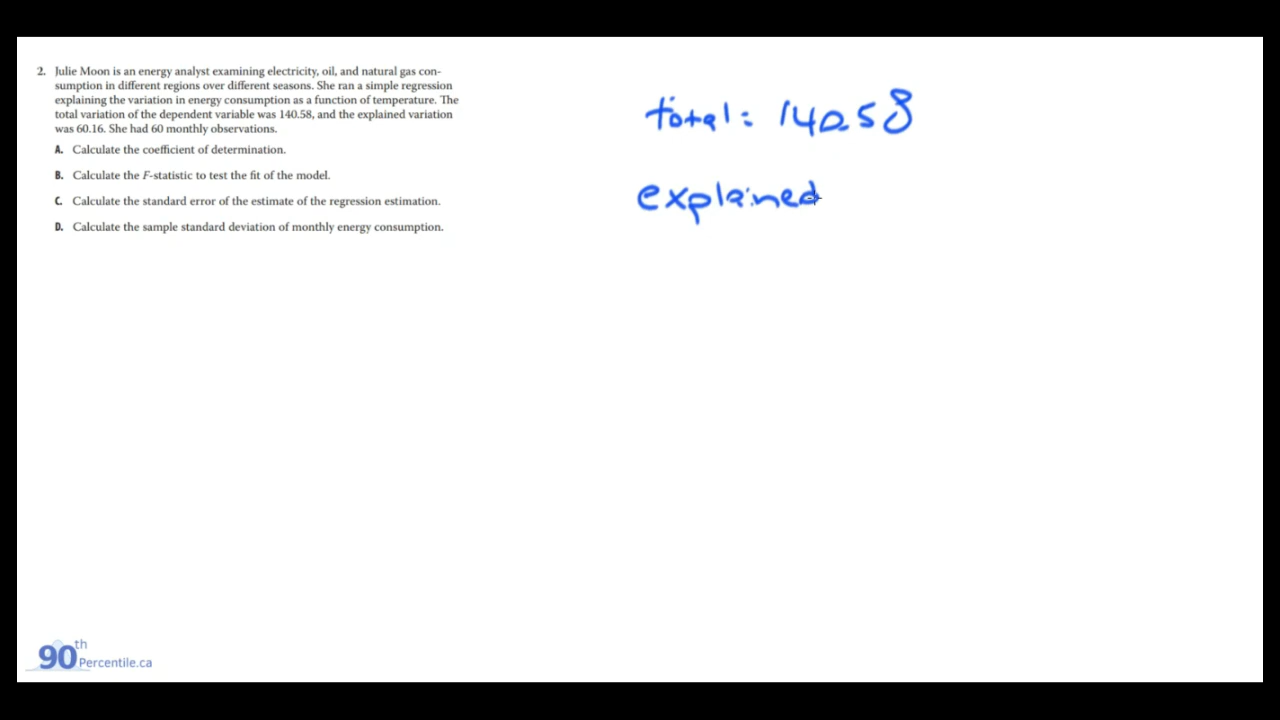 2. Julie Moon is an energy analyst examining electricity, oil, and natural gas con-
sumption in different regions over different seasons. She ran a simple regression
explaining the variation in energy consumption as a function of temperature. The
total variation of the dependent variable was 140.58, and the explained variation
was 60.16. She had 60 monthly observations.
A. Calculate the coefficient of determination.
B. Calculate the F-statistic to test the fit of the model.
C. Calculate the standard error of the estimate of the regression estimation.
D. Calculate the sample standard deviation of monthly energy consumption.
total: 140.58
explained
90th
Percentile.ca